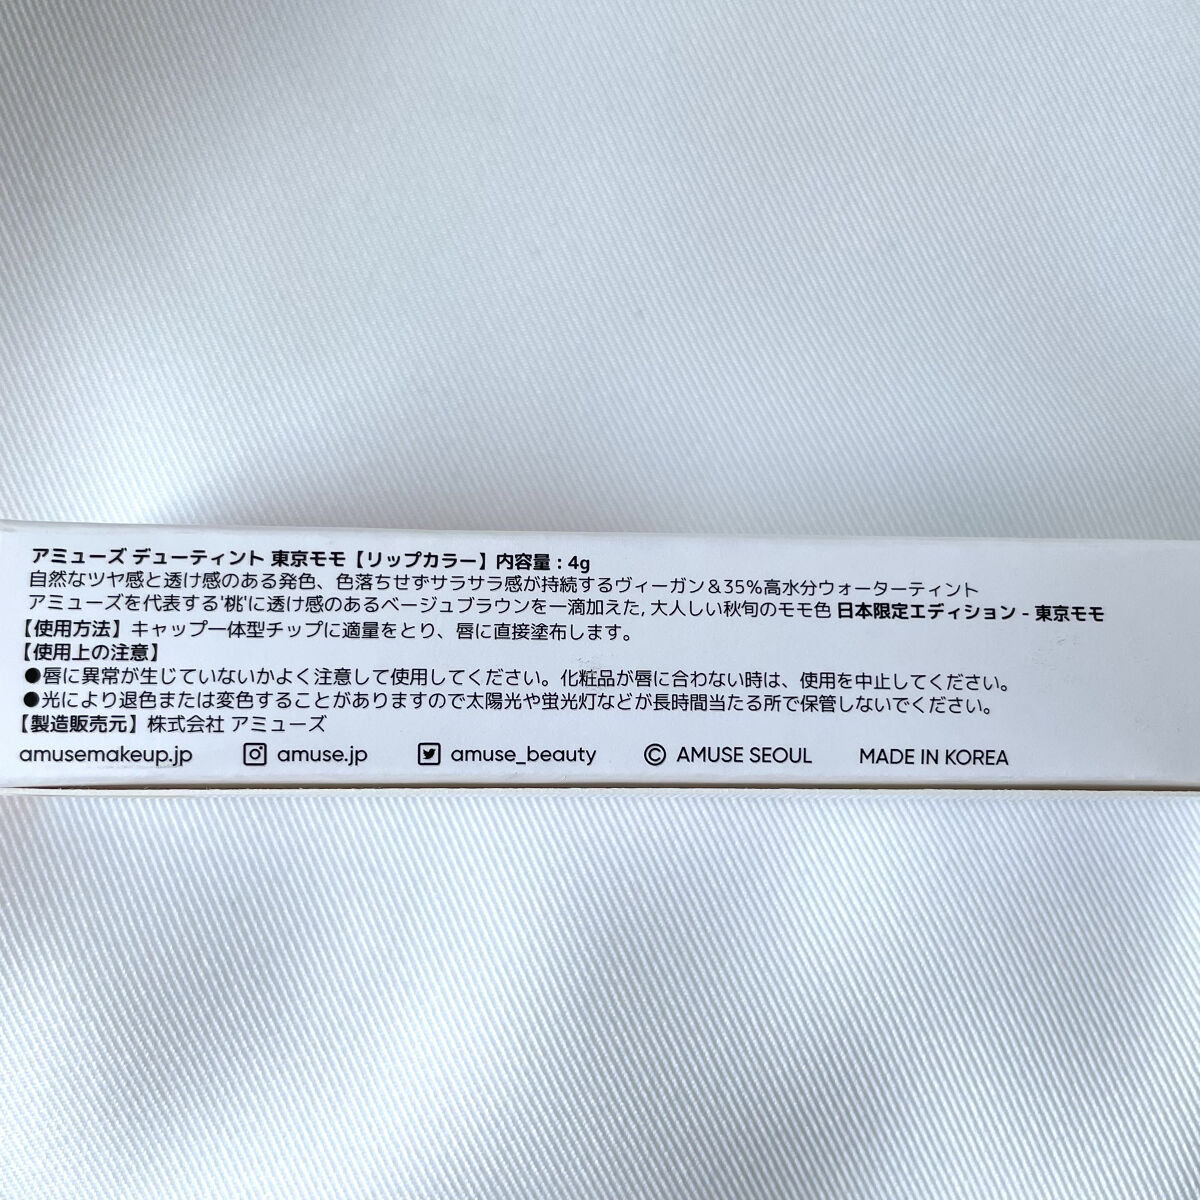 アミューズ デューティント 東京モモ【リップカラー】内容量：4g
自然なツヤ感と透け感のある発色、色落ちせずサラサラ感が持続するヴィーガン＆35%高水分ウォーターティント
アミューズを代表する'桃'に透け感のあるベージュブラウンを一滴加えた, 大人しい秋旬のモモ色 日本限定エディション - 東京モモ
【使用方法】キャップ一体型チップに適量をとり、唇に直接塗布します。
【使用上の注意】
●唇に異常が生じていないかよく注意して使用してください。化粧品が唇に合わない時は、使用を中止してください。
●光により退色または変色することがありますので太陽光や蛍光灯などが長時間当たる所で保管しないでください。
【製造販売元】株式会社 アミューズ
amusemakeup.jp amuse.jp amuse_beauty © AMUSE SEOUL MADE IN KOREA